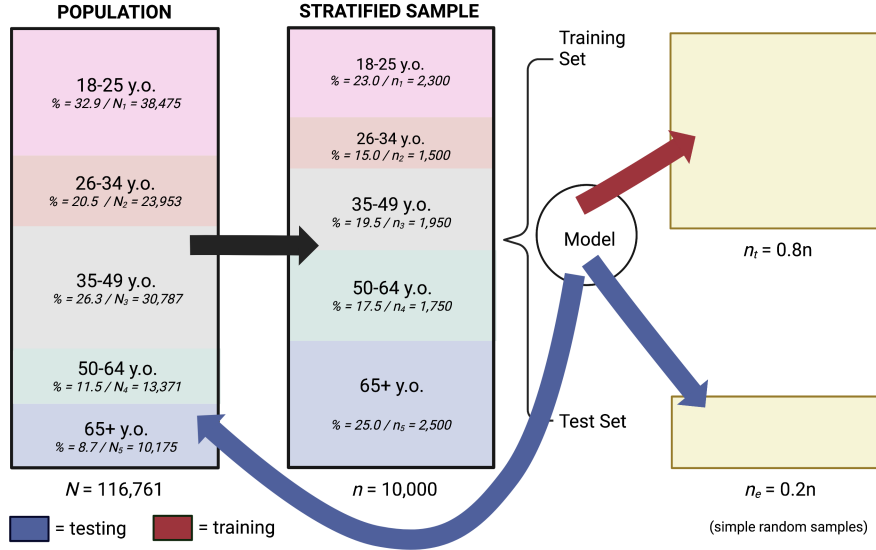 POPULATION
18-25 y.o.
% = 32.9 / N₁ = 38,475
26-34 y.o.
% = 20.5 / N₂ = 23,953
35-49 y.o.
% = 26.3 / N₃ = 30,787
50-64 y.o.
% = 11.5 / N₄ = 13,371
65+ y.o.
% = 8.7 / N₅ = 10,175
N = 116,761
STRATIFIED SAMPLE
18-25 y.o.
% = 23.0 / n₁ = 2,300
26-34 y.o.
% = 15.0 / n₂ = 1,500
35-49 y.o.
% = 19.5 / n₃ = 1,950
50-64 y.o.
% = 17.5 / n₄ = 1,750
65+ y.o.
% = 25.0 / n₅ = 2,500
n = 10,000
Training
Set
Model
Test Set
nₜ = 0.8n
nₑ = 0.2n
(simple random samples)
= testing
= training